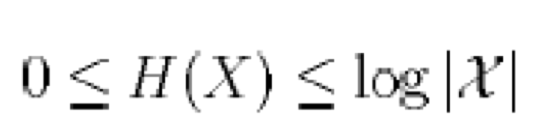 0 ≤ H(X) ≤ log |𝒳|